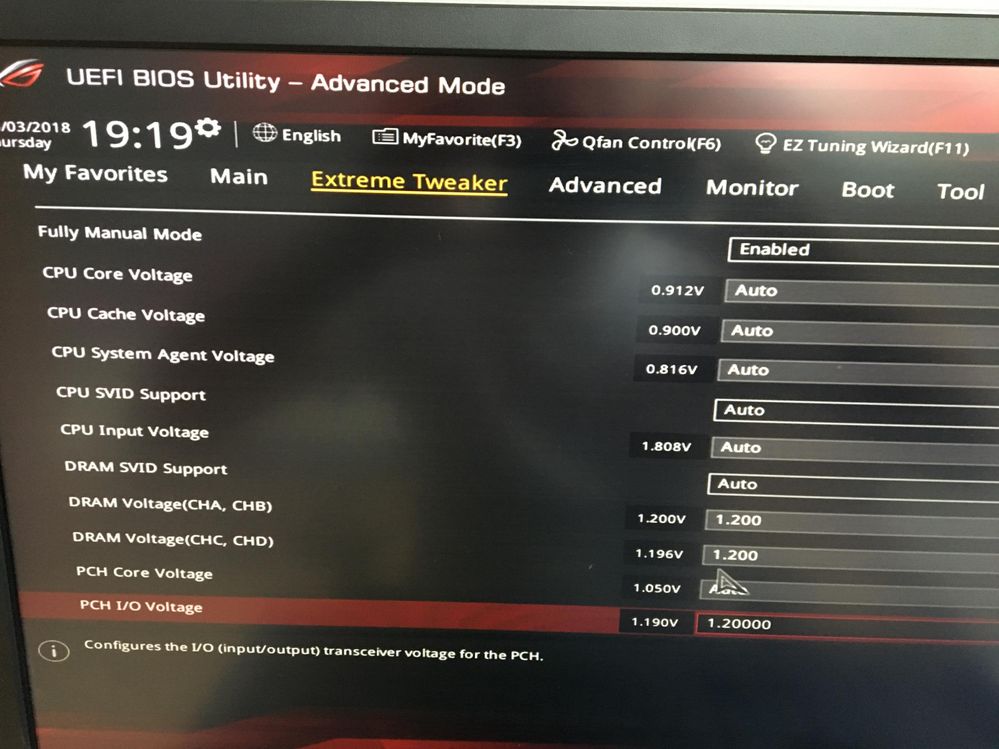 UEFI BIOS Utility – Advanced Mode
/03/2018
ursday
19:19
English
MyFavorite(F3)
Qfan Control(F6)
EZ Tuning Wizard(F11)
My Favorites Main Extreme Tweaker Advanced Monitor Boot Tool
Fully Manual Mode Enabled
CPU Core Voltage 0.912V Auto
CPU Cache Voltage 0.900V Auto
CPU System Agent Voltage 0.816V Auto
CPU SVID Support Auto
CPU Input Voltage 1.808V Auto
DRAM SVID Support Auto
DRAM Voltage(CHA, CHB) 1.200V 1.200
DRAM Voltage(CHC, CHD) 1.196V 1.200
PCH Core Voltage 1.050V Auto
PCH I/O Voltage 1.190V 1.20000
Configures the I/O (input/output) transceiver voltage for the PCH.